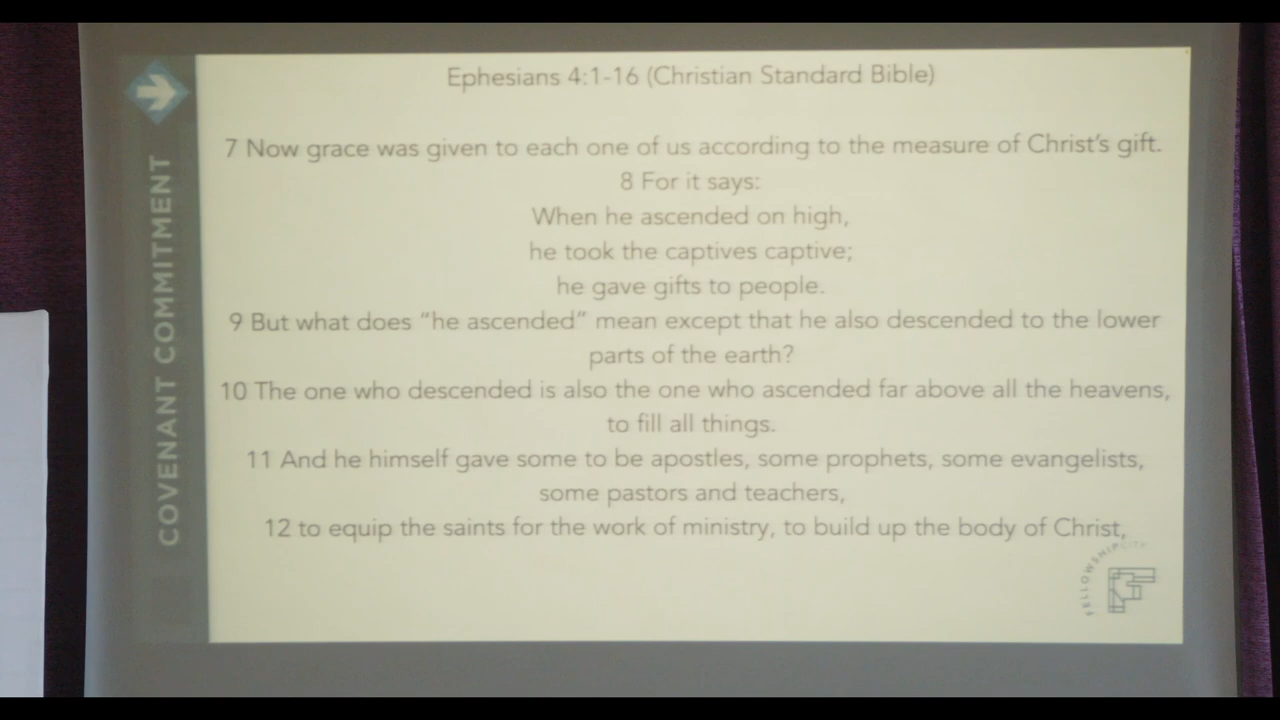 Ephesians 4:1-16 (Christian Standard Bible)
7 Now grace was given to each one of us according to the measure of Christ's gift.
8 For it says:
When he ascended on high,
he took the captives captive;
he gave gifts to people.
9 But what does “he ascended” mean except that he also descended to the lower
parts of the earth?
10 The one who descended is also the one who ascended far above all the heavens,
to fill all things.
11 And he himself gave some to be apostles, some prophets, some evangelists,
some pastors and teachers,
12 to equip the saints for the work of ministry, to build up the body of Christ,
COVENANT COMMITMENT
FELLOWSHIP CITY